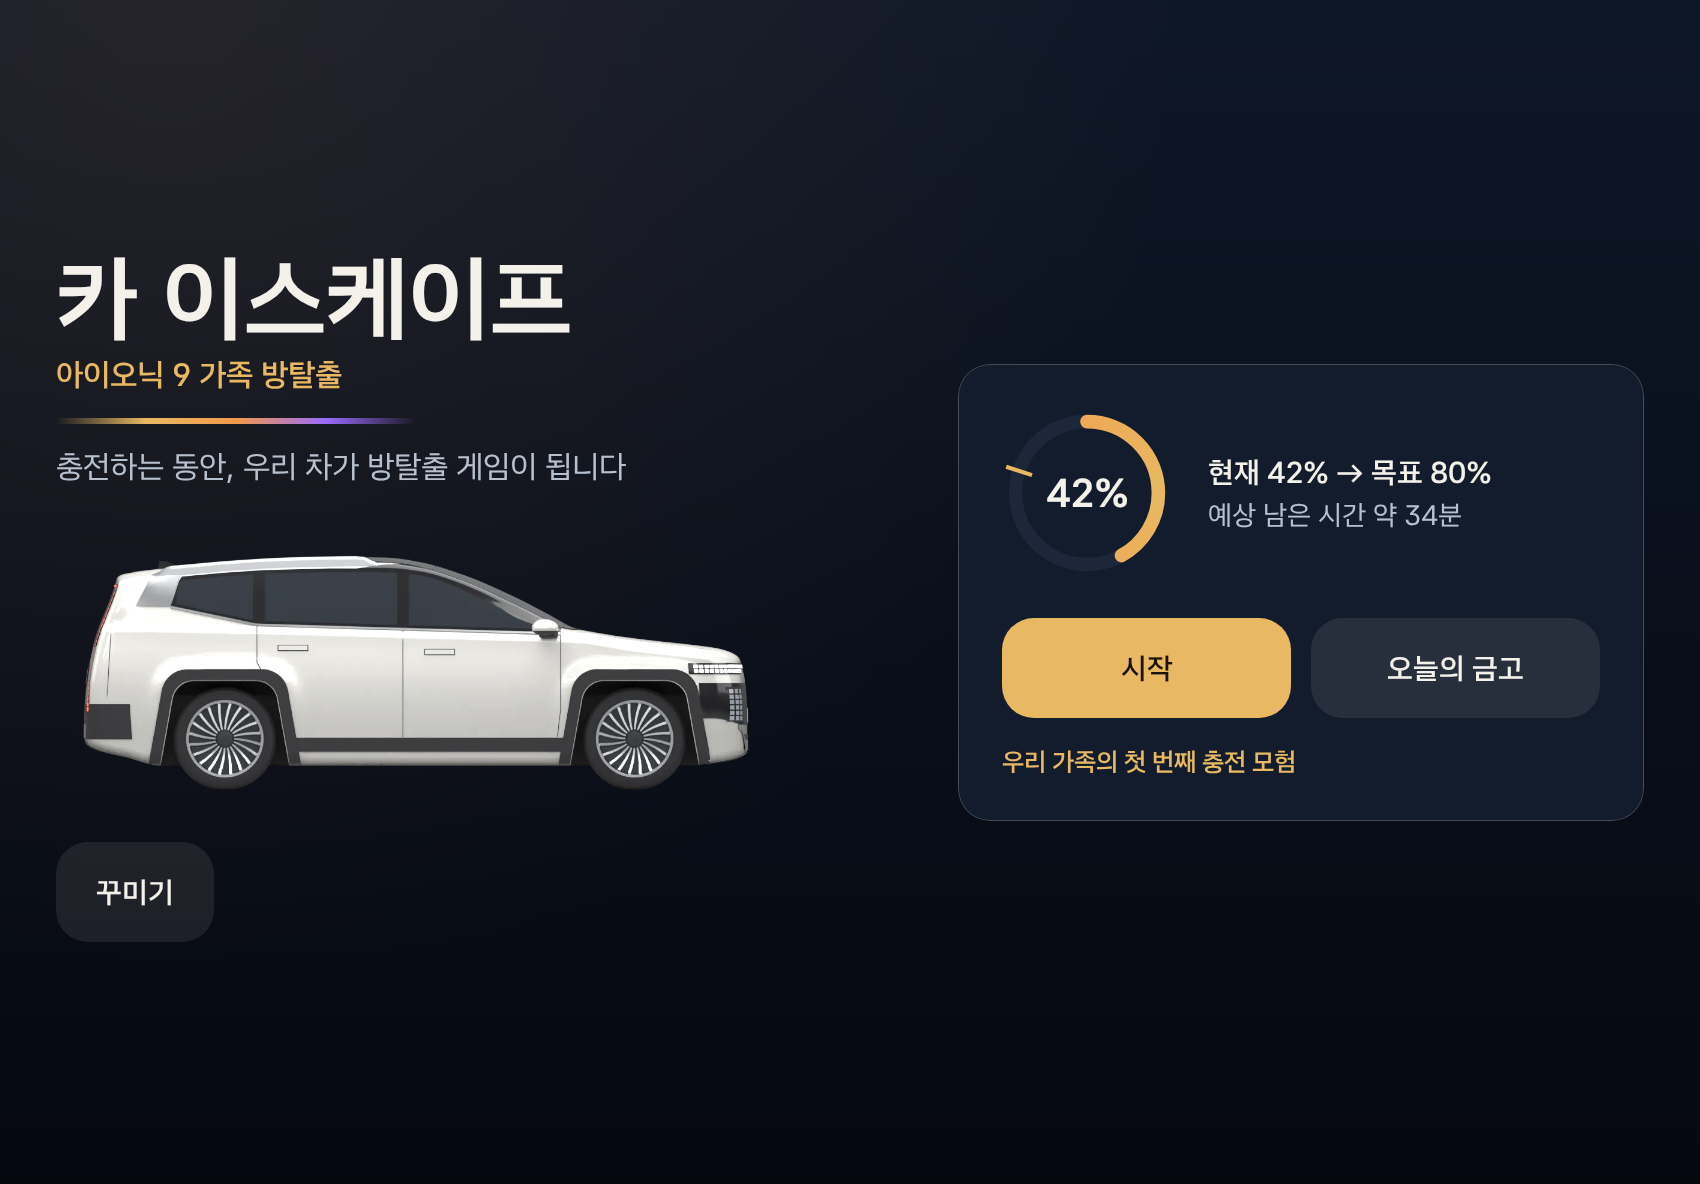 카 이스케이프
아이오닉 9 가족 방탈출
충전하는 동안, 우리 차가 방탈출 게임이 됩니다
꾸미기
42%
현재 42% → 목표 80%
예상 남은 시간 약 34분
시작
오늘의 금고
우리 가족의 첫 번째 충전 모험